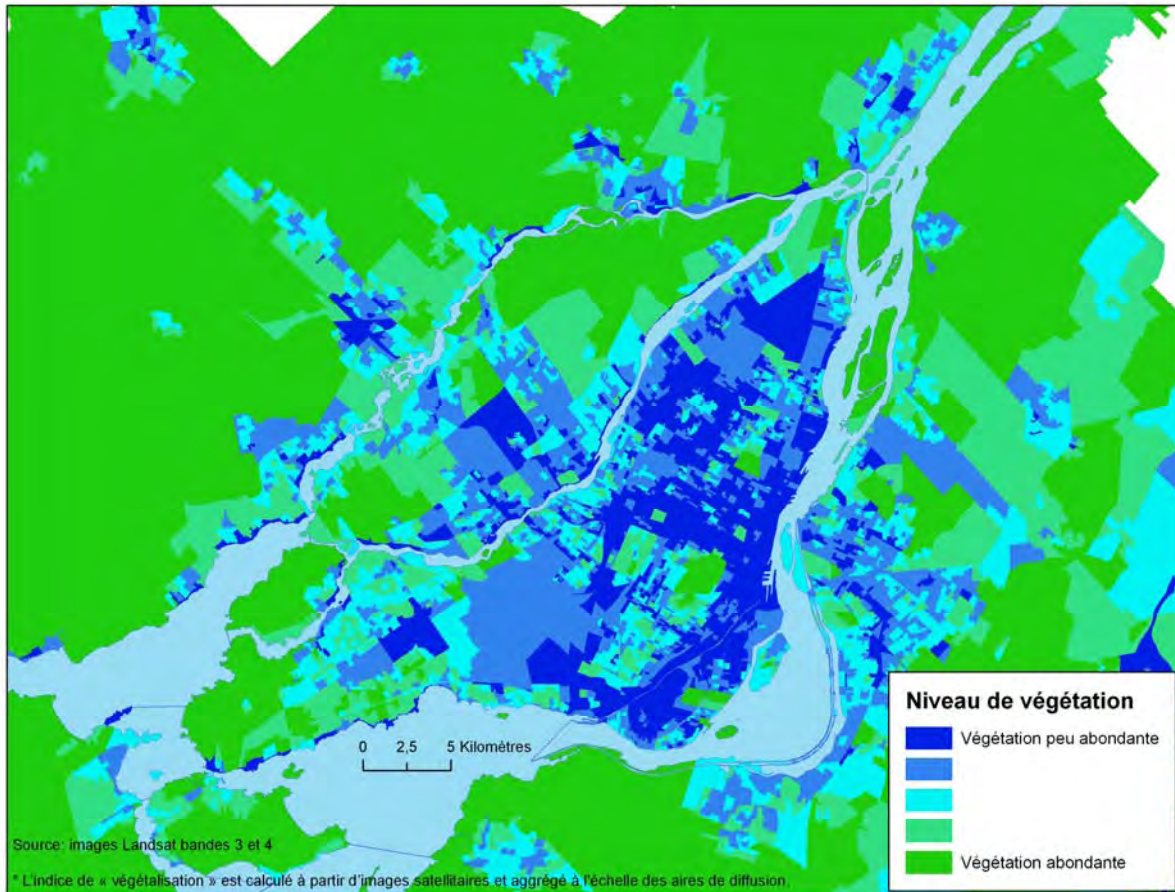 0 2,5 5 Kilomètres
Niveau de végétation
Végétation peu abondante
Végétation abondante
Source: images Landsat bandes 3 et 4
* L'indice de « végétalisation » est calculé à partir d'images satellitaires et aggrégé à l'échelle des aires de diffusion.